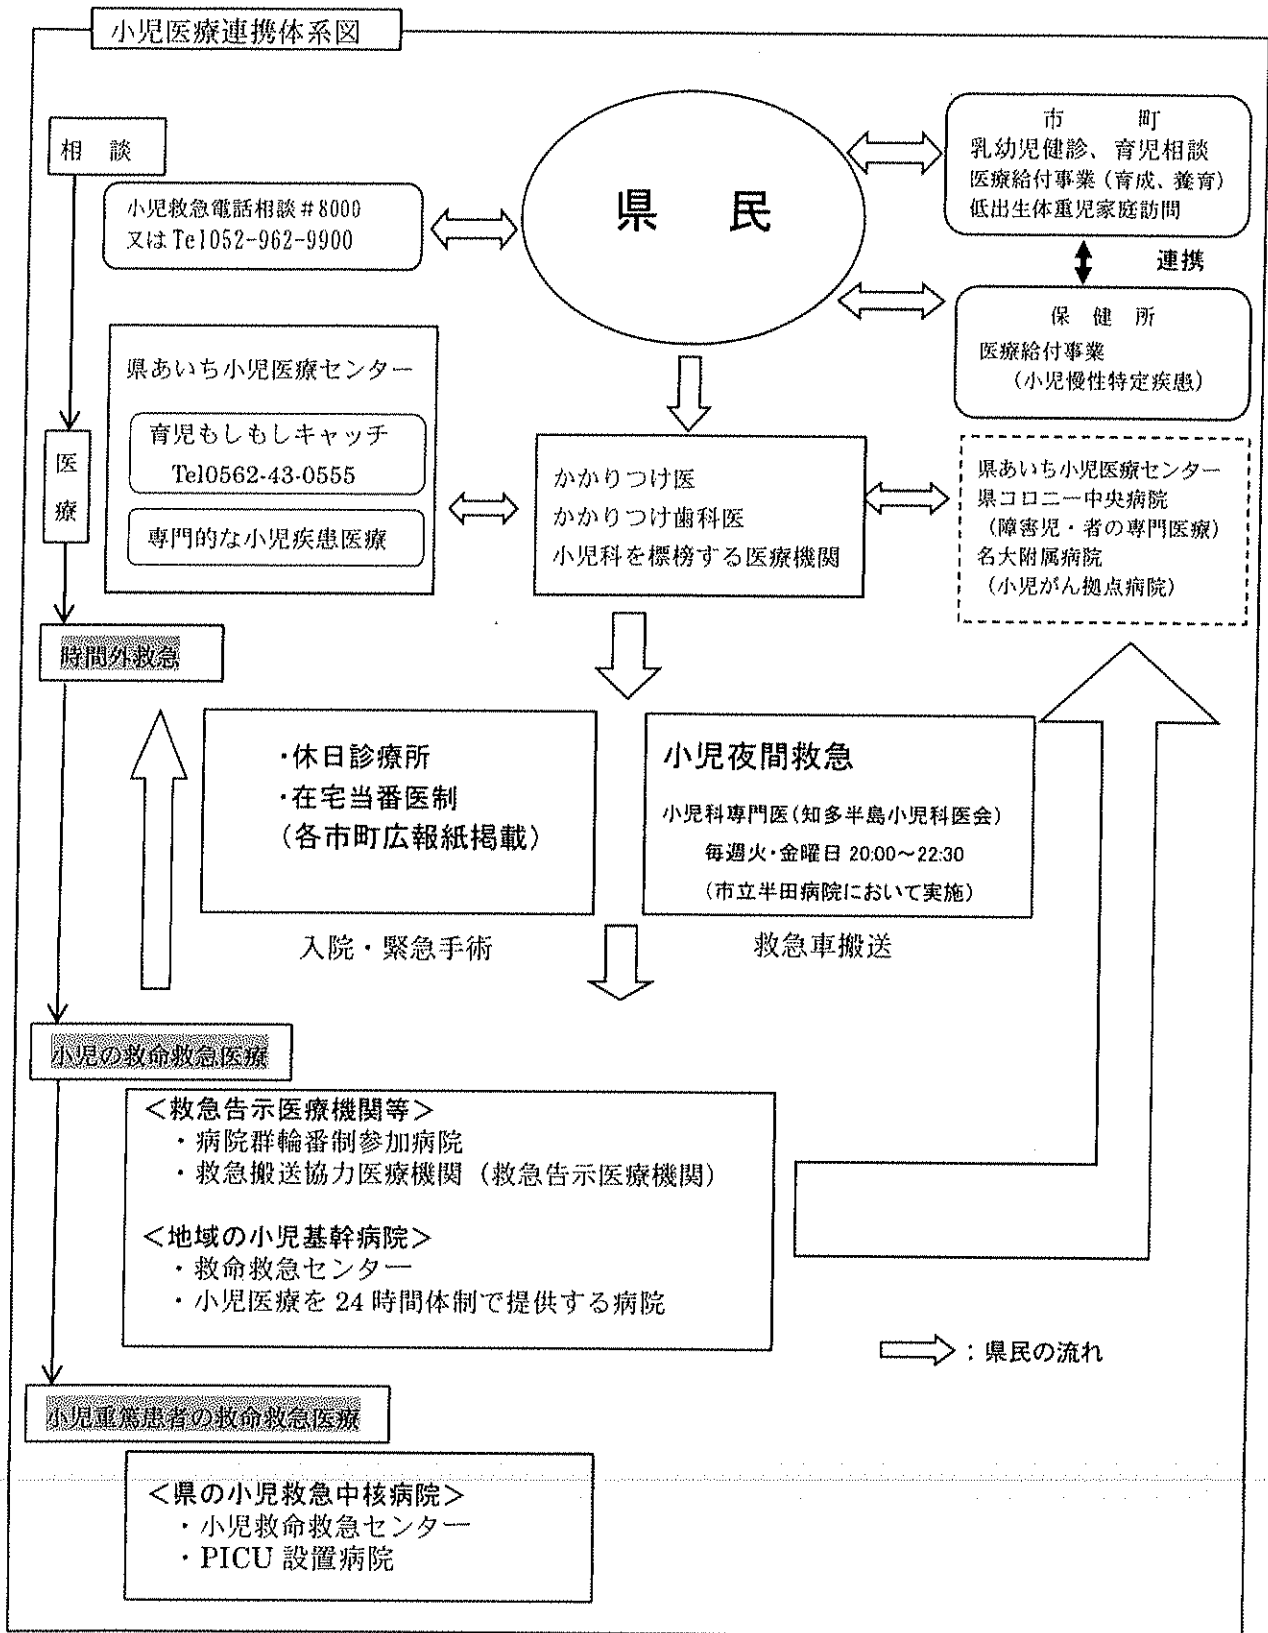 小児医療連携体系図
相 談
小児救急電話相談#8000
又は Tel052-962-9900
県 民
市 町
乳幼児健診、育児相談
医療給付事業(育成、養育)
低出生体重児家庭訪問
連携
保 健 所
医療給付事業
(小児慢性特定疾患)
医
療
県あいち小児医療センター
育児もしもしキャッチ
Tel0562-43-0555
専門的な小児疾患医療
かかりつけ医
かかりつけ歯科医
小児科を標榜する医療機関
県あいち小児医療センター
県コロニー中央病院
(障害児・者の専門医療)
名大附属病院
(小児がん拠点病院)
時間外救急
・休日診療所
・在宅当番医制
(各市町広報紙掲載)
小児夜間救急
小児科専門医(知多半島小児科医会)
毎週火・金曜日 20:00~22:30
(市立半田病院において実施)
入院・緊急手術
救急車搬送
小児の救命救急医療
<救急告示医療機関等>
・病院群輪番制参加病院
・救急搬送協力医療機関(救急告示医療機関)
<地域の小児基幹病院>
・救命救急センター
・小児医療を 24 時間体制で提供する病院
:県民の流れ
小児重篤患者の救命救急医療
<県の小児救急中核病院>
・小児救命救急センター
・PICU 設置病院